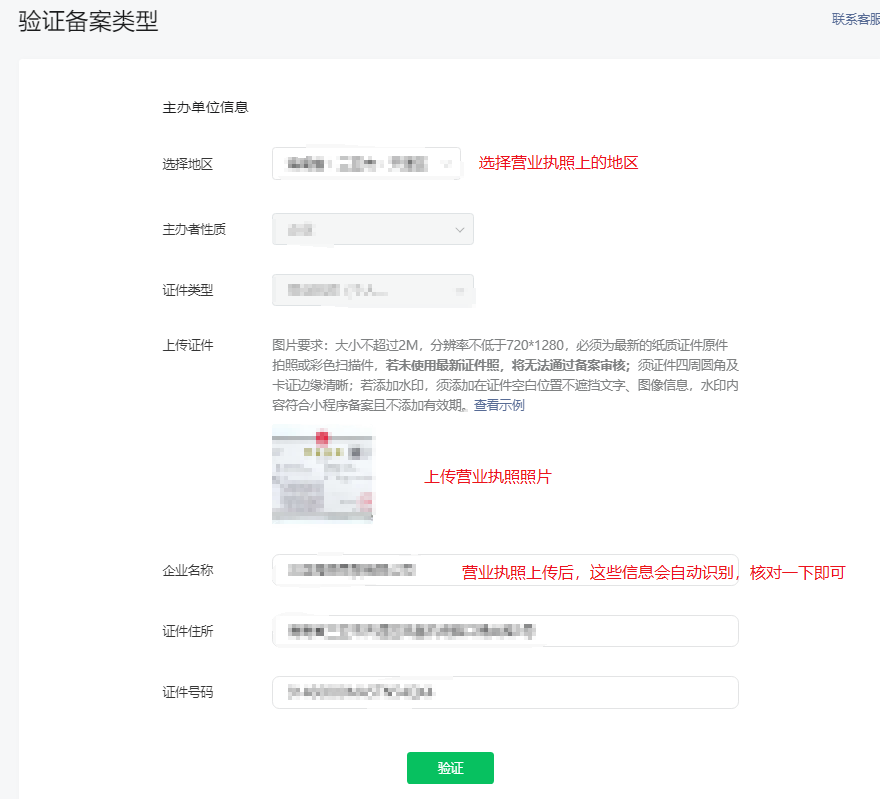 验证备案类型
联系客服
主办单位信息
选择地区
选择营业执照上的地区
主办者性质
证件类型
上传证件
图片要求：大小不超过2M，分辨率不低于720*1280，必须为最新的纸质证件原件
拍照或彩色扫描件，若未使用最新证件照，将无法通过备案审核；须证件四周圆角及
卡证边缘清晰；若添加水印，须添加在证件空白位置不遮挡文字、图像信息，水印内
容符合小程序备案且不添加有效期。查看示例
上传营业执照照片
企业名称
营业执照上传后，这些信息会自动识别，核对一下即可
证件住所
证件号码
验证